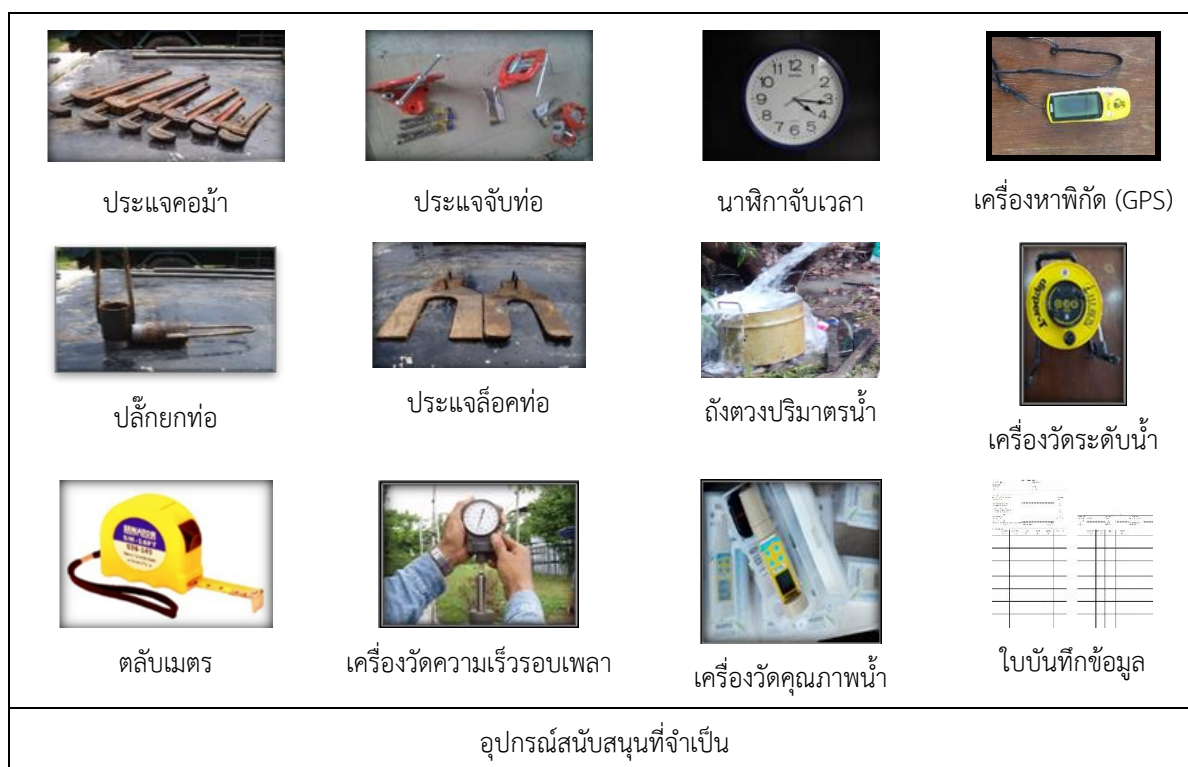 ประแจคอม้า
ประแจจับท่อ
นาฬิกาจับเวลา
เครื่องหาพิกัด (GPS)
ปลั๊กยกท่อ
ประแจล็อคท่อ
ถังตวงปริมาตรน้ำ
เครื่องวัดระดับน้ำ
ตลับเมตร
เครื่องวัดความเร็วรอบเพลา
เครื่องวัดคุณภาพน้ำ
ใบบันทึกข้อมูล
อุปกรณ์สนับสนุนที่จำเป็น